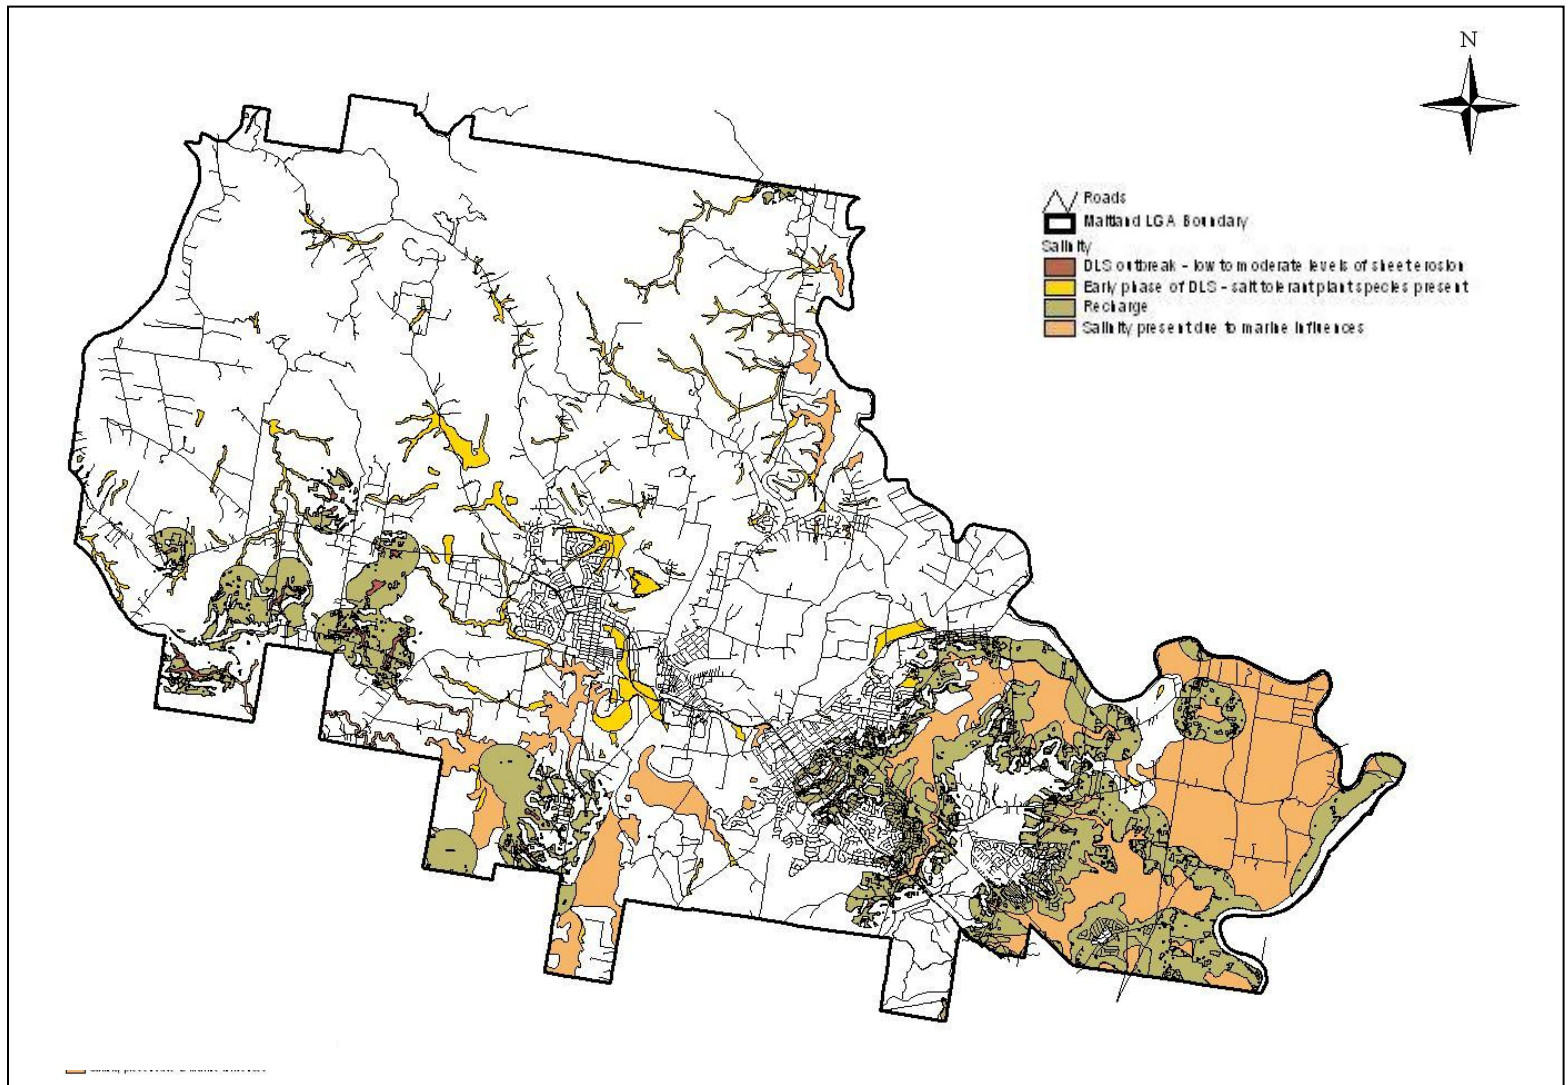 N
Roads
Maitland LGA Boundary
Salinity
DLS outbreak - low to moderate levels of sheet erosion
Early phase of DLS - salt tolerant plant species present
Recharge
Salinity present due to marine influences